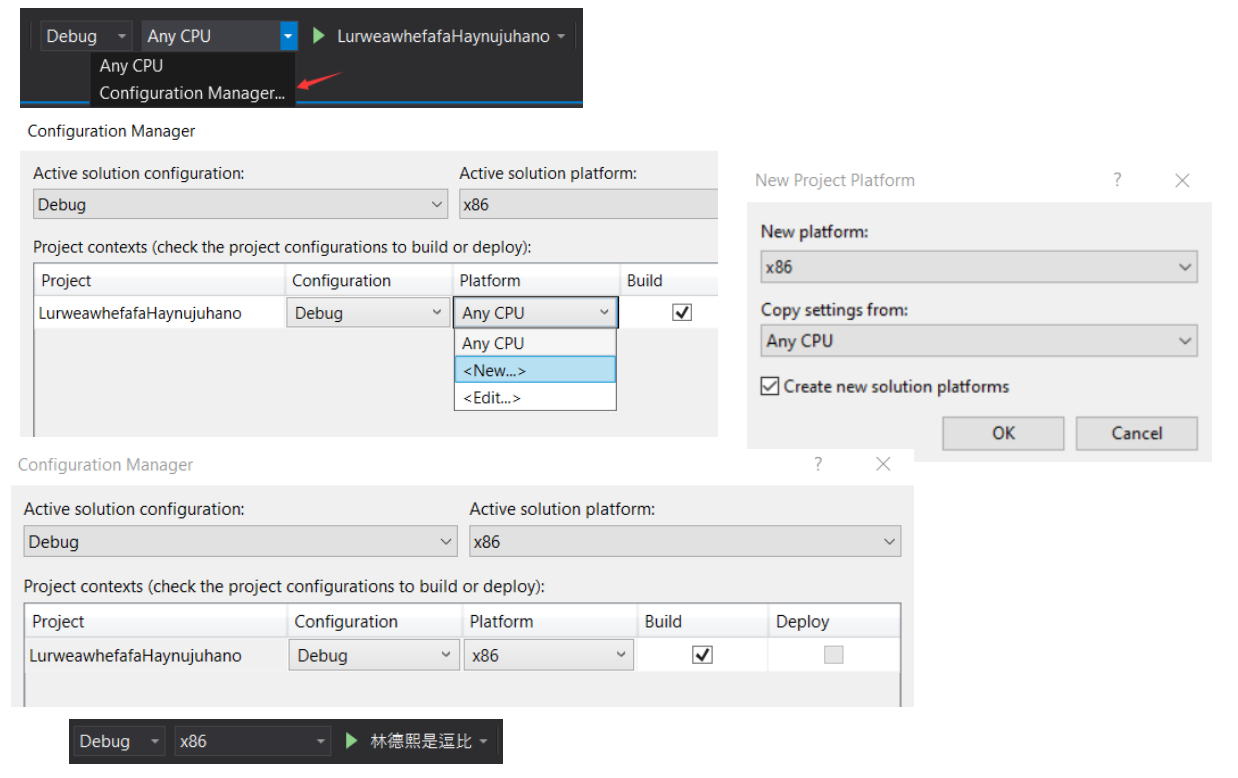 Debug Any CPU LurweawhefafaHaynujuhano
Any CPU
Configuration Manager...
Configuration Manager
Active solution configuration: Active solution platform:
Debug x86
Project contexts (check the project configurations to build or deploy):
Project Configuration Platform Build
LurweawhefafaHaynujuhano Debug Any CPU
Any CPU
<New...>
<Edit...>
New Project Platform ?
New platform:
x86
Copy settings from:
Any CPU
Create new solution platforms
OK Cancel
Configuration Manager ?
Active solution configuration: Active solution platform:
Debug x86
Project contexts (check the project configurations to build or deploy):
Project Configuration Platform Build Deploy
LurweawhefafaHaynujuhano Debug x86
Debug x86 林德熙是逗比